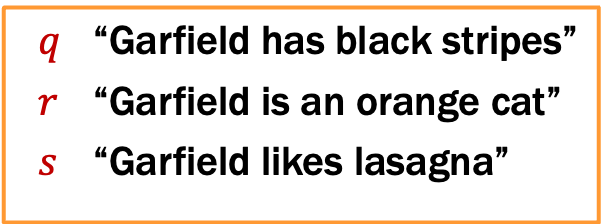 q “Garfield has black stripes”
r “Garfield is an orange cat”
s “Garfield likes lasagna”